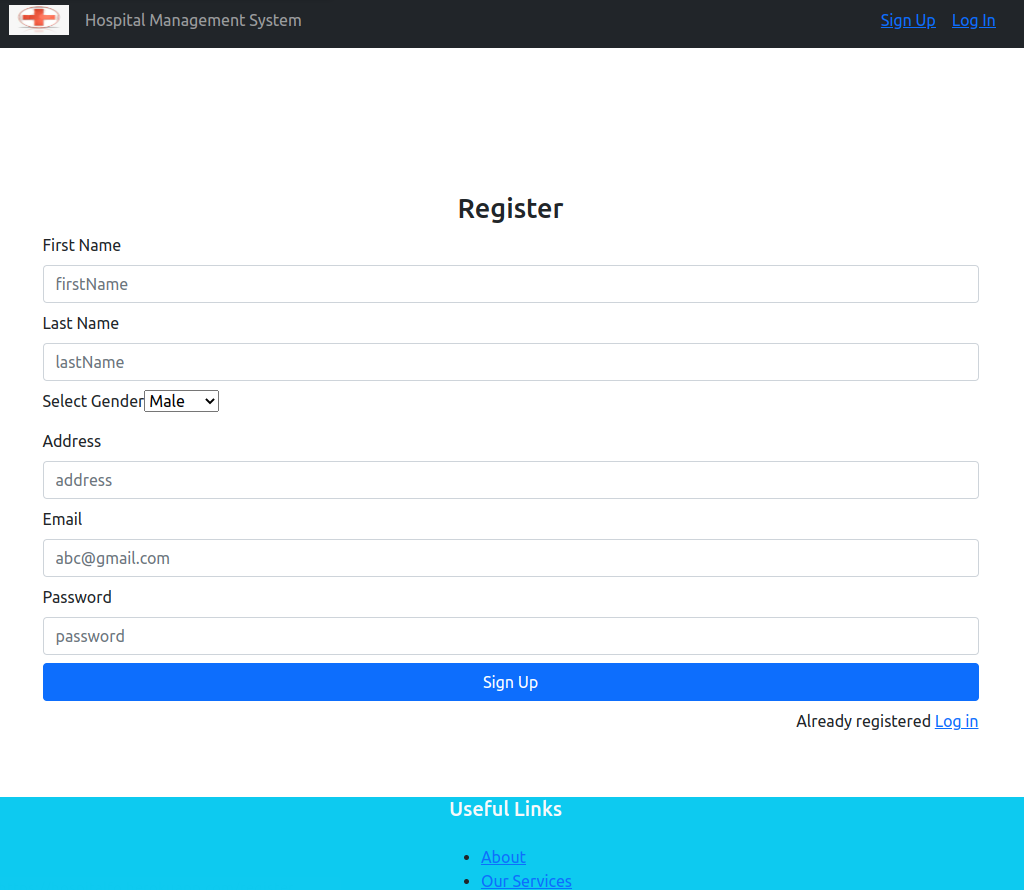 Hospital Management System Sign Up Log In
Register
First Name
firstName
Last Name
lastName
Select Gender Male
Address
address
Email
abc@gmail.com
Password
password
Sign Up
Already registered Log in
Useful Links
About
Our Services